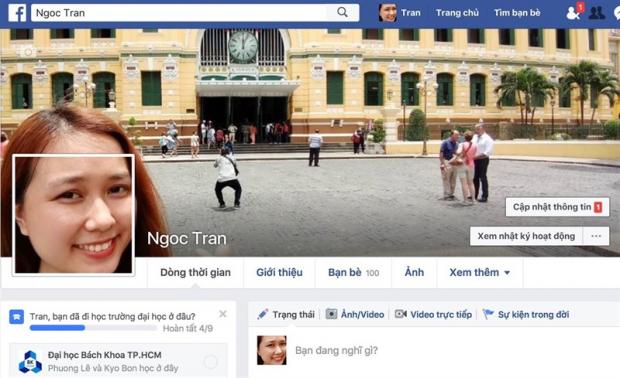 Ngoc Tran
Tran
Trang chủ
Tìm bạn bè
1
Cập nhật thông tin 1
Ngoc Tran
Xem nhật ký hoạt động ...
Dòng thời gian
Giới thiệu
Bạn bè 100
Ảnh
Xem thêm
Tran, bạn đã đi học trường đại học ở đâu?
Hoàn tất 4/9
Trạng thái
Ảnh/Video
Video trực tiếp
Sự kiện trong đời
BK
Đại học Bách Khoa TP.HCM
Phuong Lê và Kyo Bon học ở đây
Bạn đang nghĩ gì?